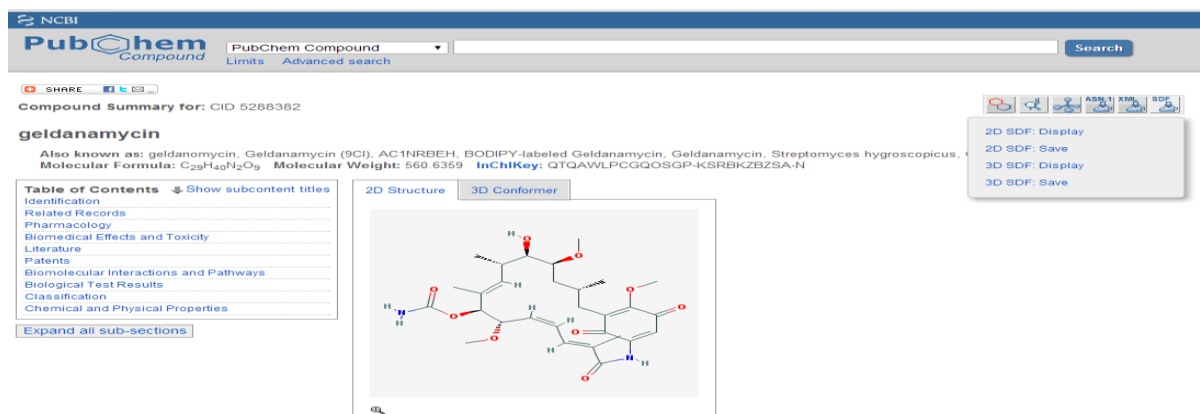 NCBI
PubChem
Compound
PubChem Compound
Search
Limits Advanced search
SHARE
Compound Summary for: CID 5288382
ASN.1 XML SDF
geldanamycin
Also known as: geldanomycin, Geldanamycin (9CI), AC1NRBEH, BODIPY-labeled Geldanamycin, Geldanamycin, Streptomyces hygroscopicus,
Molecular Formula: C29H40N2O9 Molecular Weight: 560.6359 InChIKey: QTQAWLPCGQOSGP-KSRBKZBZSA-N
2D SDF: Display
2D SDF: Save
3D SDF: Display
3D SDF: Save
Table of Contents Show subcontent titles
Identification
Related Records
Pharmacology
Biomedical Effects and Toxicity
Literature
Patents
Biomolecular Interactions and Pathways
Biological Test Results
Classification
Chemical and Physical Properties
Expand all sub-sections
2D Structure 3D Conformer
H O O
H
O O
H N O O H H O
H O H N H
O O